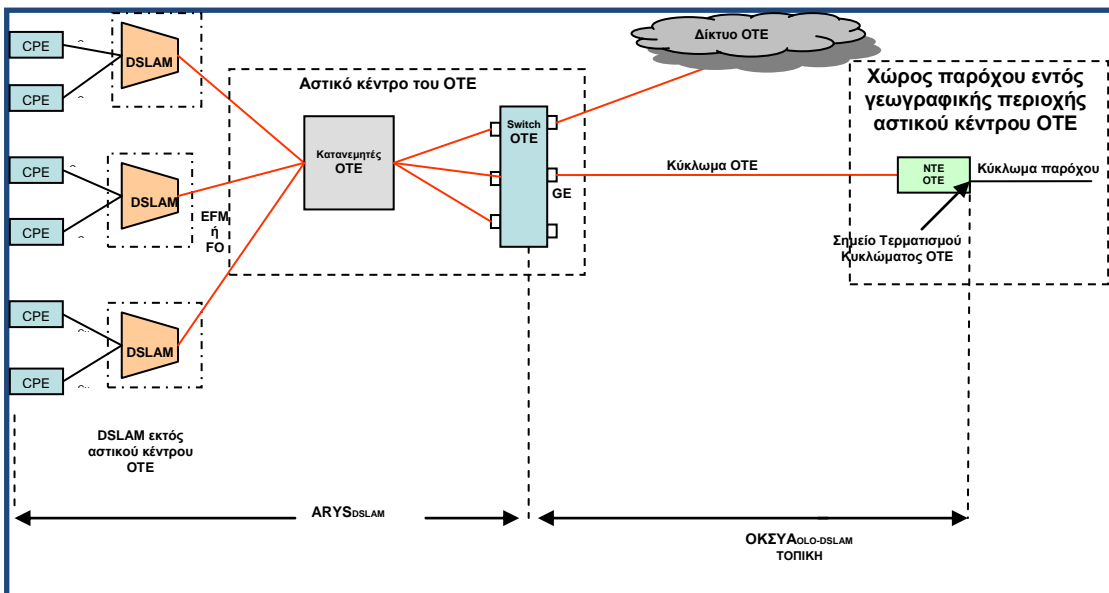 CPE
CPE
CPE
CPE
CPE
CPE
DSLAM
DSLAM
DSLAM
DSLAM εκτός
αστικού κέντρου
ΟΤΕ
EFM
ή
FO
Αστικό κέντρο του ΟΤΕ
Κατανεμητές
ΟΤΕ
Switch
ΟΤΕ
GE
Δίκτυο ΟΤΕ
Κύκλωμα ΟΤΕ
Χώρος παρόχου εντός
γεωγραφικής περιοχής
αστικού κέντρου ΟΤΕ
NTE
ΟΤΕ
Κύκλωμα παρόχου
Σημείο Τερματισμού
Κυκλώματος ΟΤΕ
ARYSDSLAM
ΟΚΣΥΑOLO-DSLAM
ΤΟΠΙΚΗ